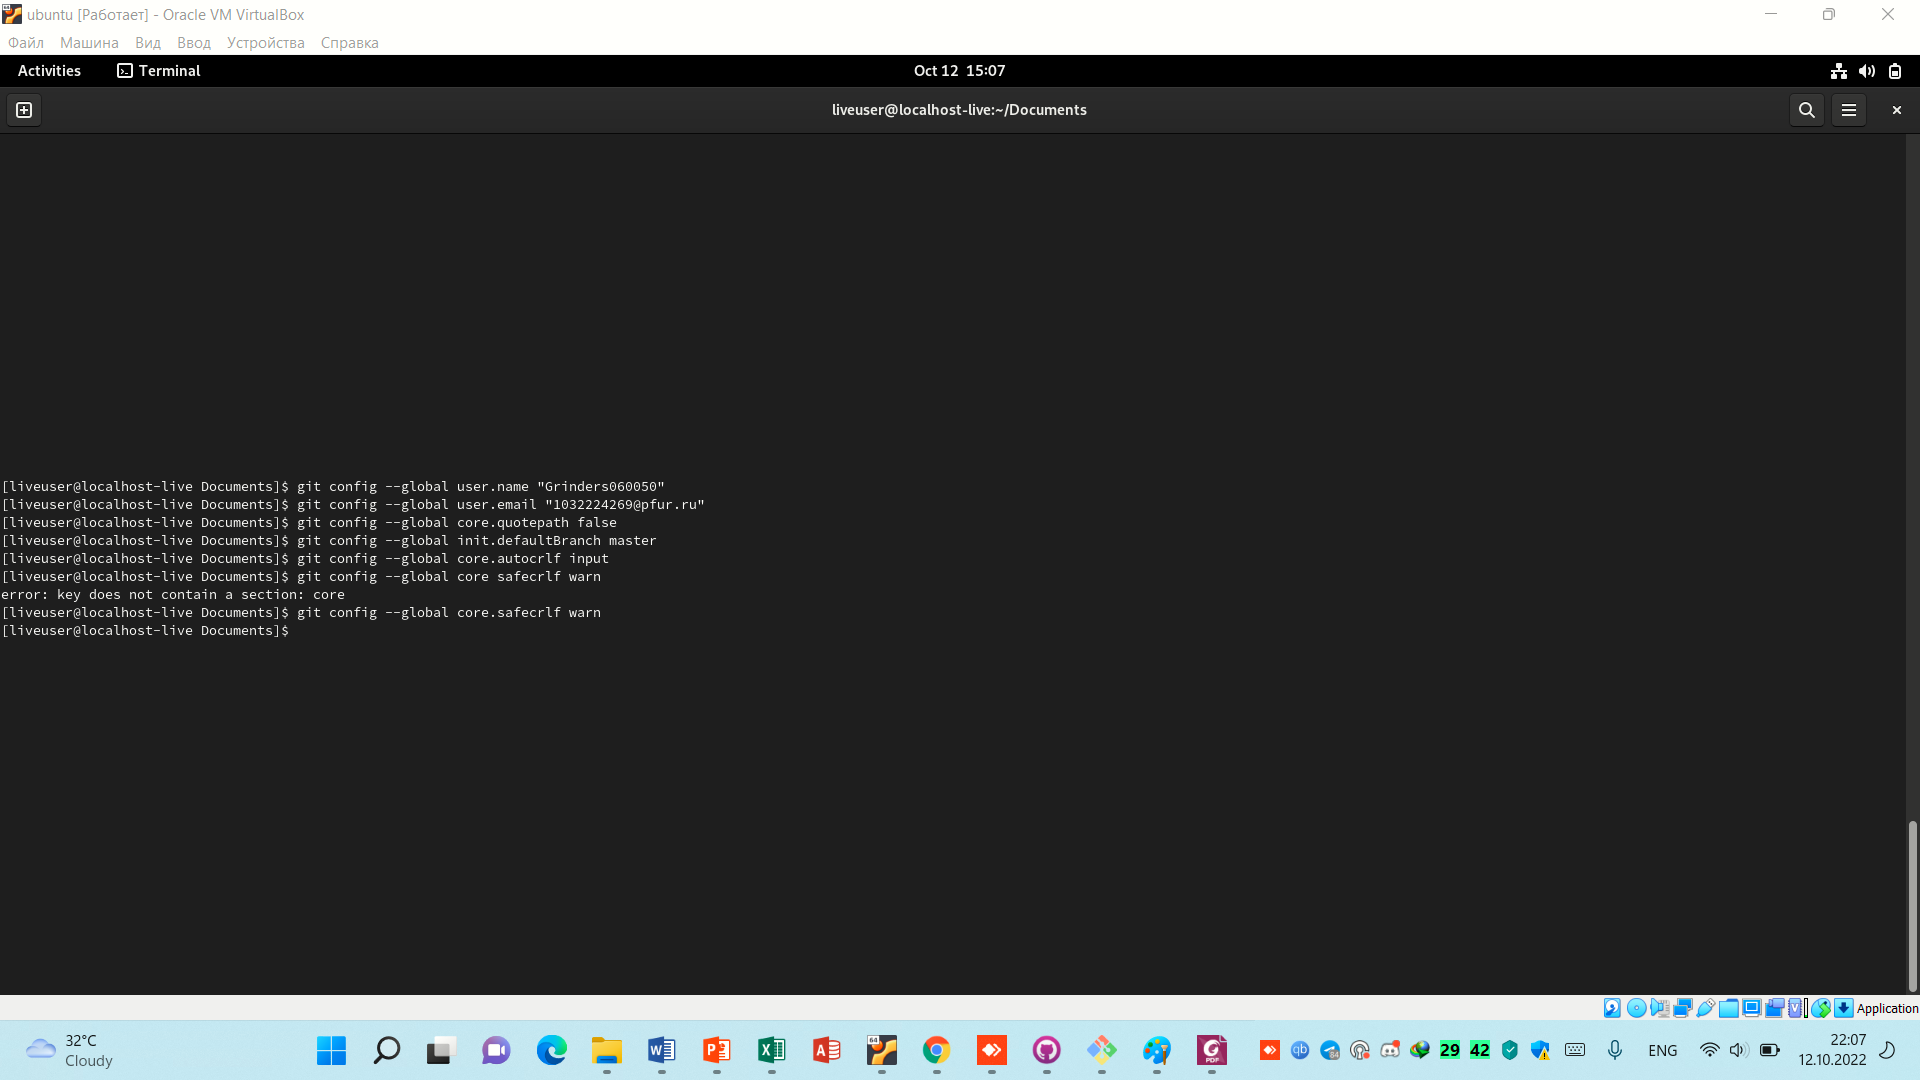 ubuntu [Работает] - Oracle VM VirtualBox
Файл Машина Вид Ввод Устройства Справка
Activities Terminal Oct 12 15:07
liveuser@localhost-live:~/Documents
[liveuser@localhost-live Documents]$ git config --global user.name "Grinders060050"
[liveuser@localhost-live Documents]$ git config --global user.email "1032224269@pfur.ru"
[liveuser@localhost-live Documents]$ git config --global core.quotepath false
[liveuser@localhost-live Documents]$ git config --global init.defaultBranch master
[liveuser@localhost-live Documents]$ git config --global core.autocrlf input
[liveuser@localhost-live Documents]$ git config --global core safecrlf warn
error: key does not contain a section: core
[liveuser@localhost-live Documents]$ git config --global core.safecrlf warn
[liveuser@localhost-live Documents]$
Application
32°C
Cloudy
29 42 ENG
22:07
12.10.2022